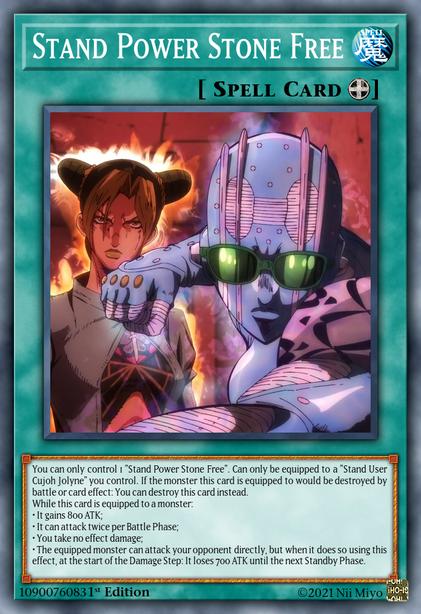 STAND POWER STONE FREE
SPELL
魔
[ SPELL CARD ]
You can only control 1 "Stand Power Stone Free". Can only be equipped to a "Stand User
Cujoh Jolyne" you control. If the monster this card is equipped to would be destroyed by
battle or card effect: You can destroy this card instead.
While this card is equipped to a monster:
• It gains 800 ATK;
• It can attack twice per Battle Phase;
• You take no effect damage;
• The equipped monster can attack your opponent directly, but when it does so using this
effect, at the start of the Damage Step: It loses 700 ATK until the next Standby Phase.
1090076083 1st Edition
©2021 Nii Miyo